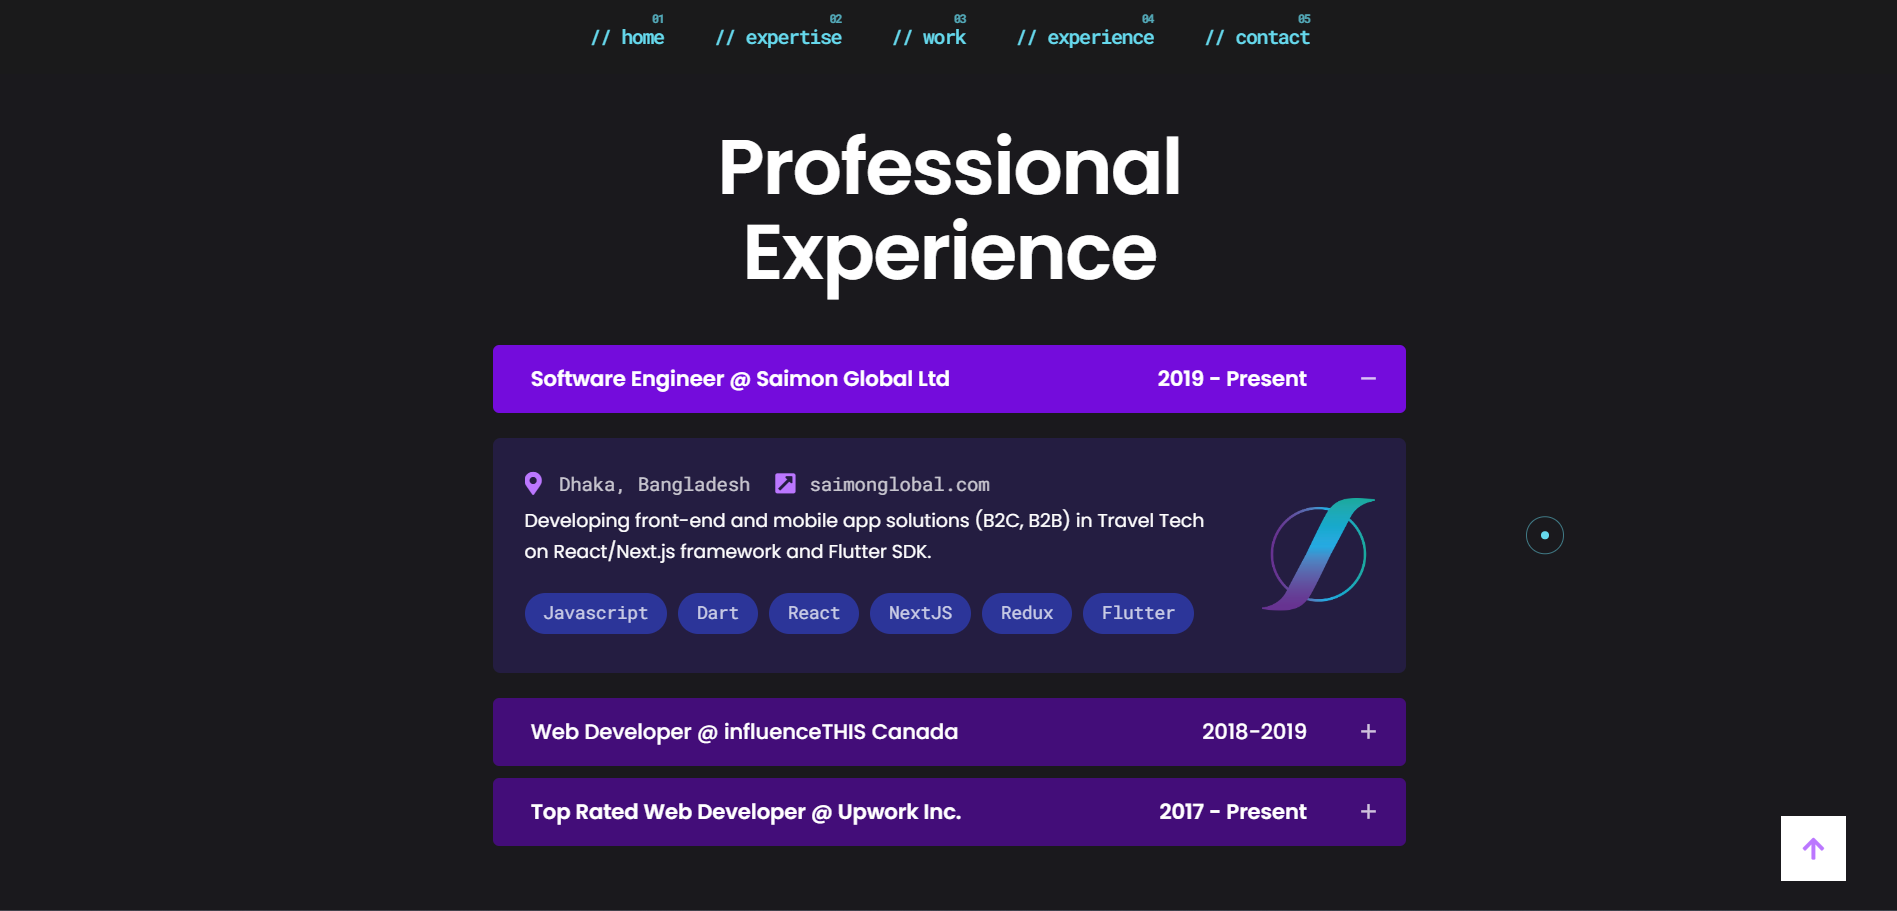 01 02 03 04 05
// home // expertise // work // experience // contact
Professional
Experience
Software Engineer @ Saimon Global Ltd 2019 - Present
Dhaka, Bangladesh saimonglobal.com
Developing front-end and mobile app solutions (B2C, B2B) in Travel Tech
on React/Next.js framework and Flutter SDK.
Javascript Dart React NextJS Redux Flutter
Web Developer @ influenceTHIS Canada 2018-2019
Top Rated Web Developer @ Upwork Inc. 2017 - Present